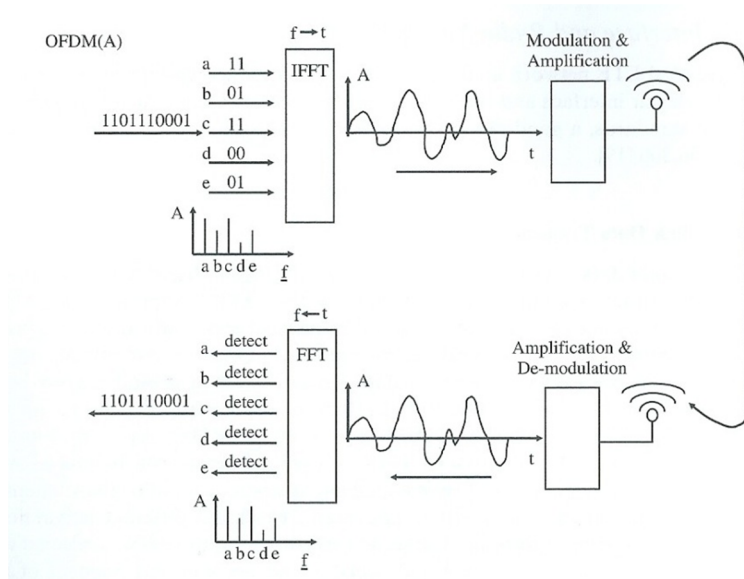 OFDM(A)
f→t
IFFT
a 11
b 01
c 11
d 00
e 01
1101110001
A
a b c d e
f
A
t
Modulation &
Amplification
f←t
FFT
a detect
b detect
c detect
d detect
e detect
1101110001
A
a b c d e
f
A
t
Amplification &
De-modulation